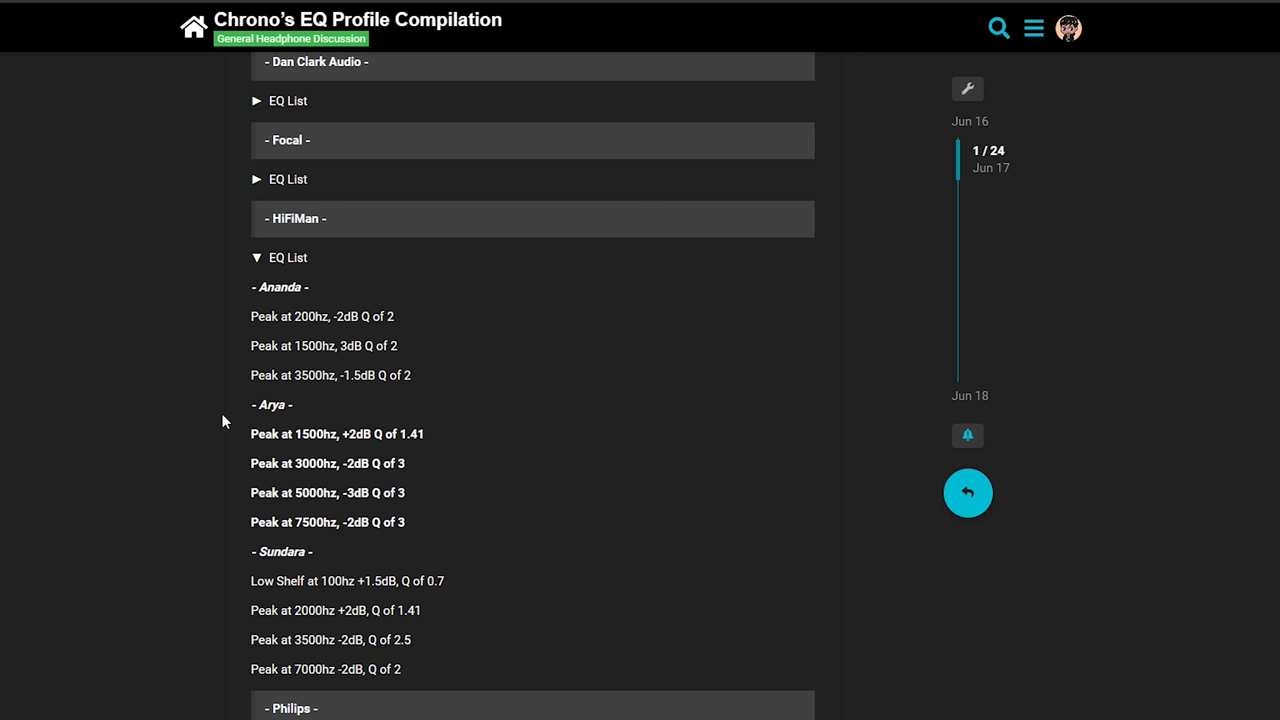 Chrono's EQ Profile Compilation
General Headphone Discussion
- Dan Clark Audio -
EQ List
- Focal -
EQ List
- HiFiMan -
EQ List
- Ananda -
Peak at 200hz, -2dB Q of 2
Peak at 1500hz, 3dB Q of 2
Peak at 3500hz, -1.5dB Q of 2
- Arya -
Peak at 1500hz, +2dB Q of 1.41
Peak at 3000hz, -2dB Q of 3
Peak at 5000hz, -3dB Q of 3
Peak at 7500hz, -2dB Q of 3
- Sundara -
Low Shelf at 100hz +1.5dB, Q of 0.7
Peak at 2000hz +2dB, Q of 1.41
Peak at 3500hz -2dB, Q of 2.5
Peak at 7000hz -2dB, Q of 2
- Philips -
Jun 16
1 / 24
Jun 17
Jun 18